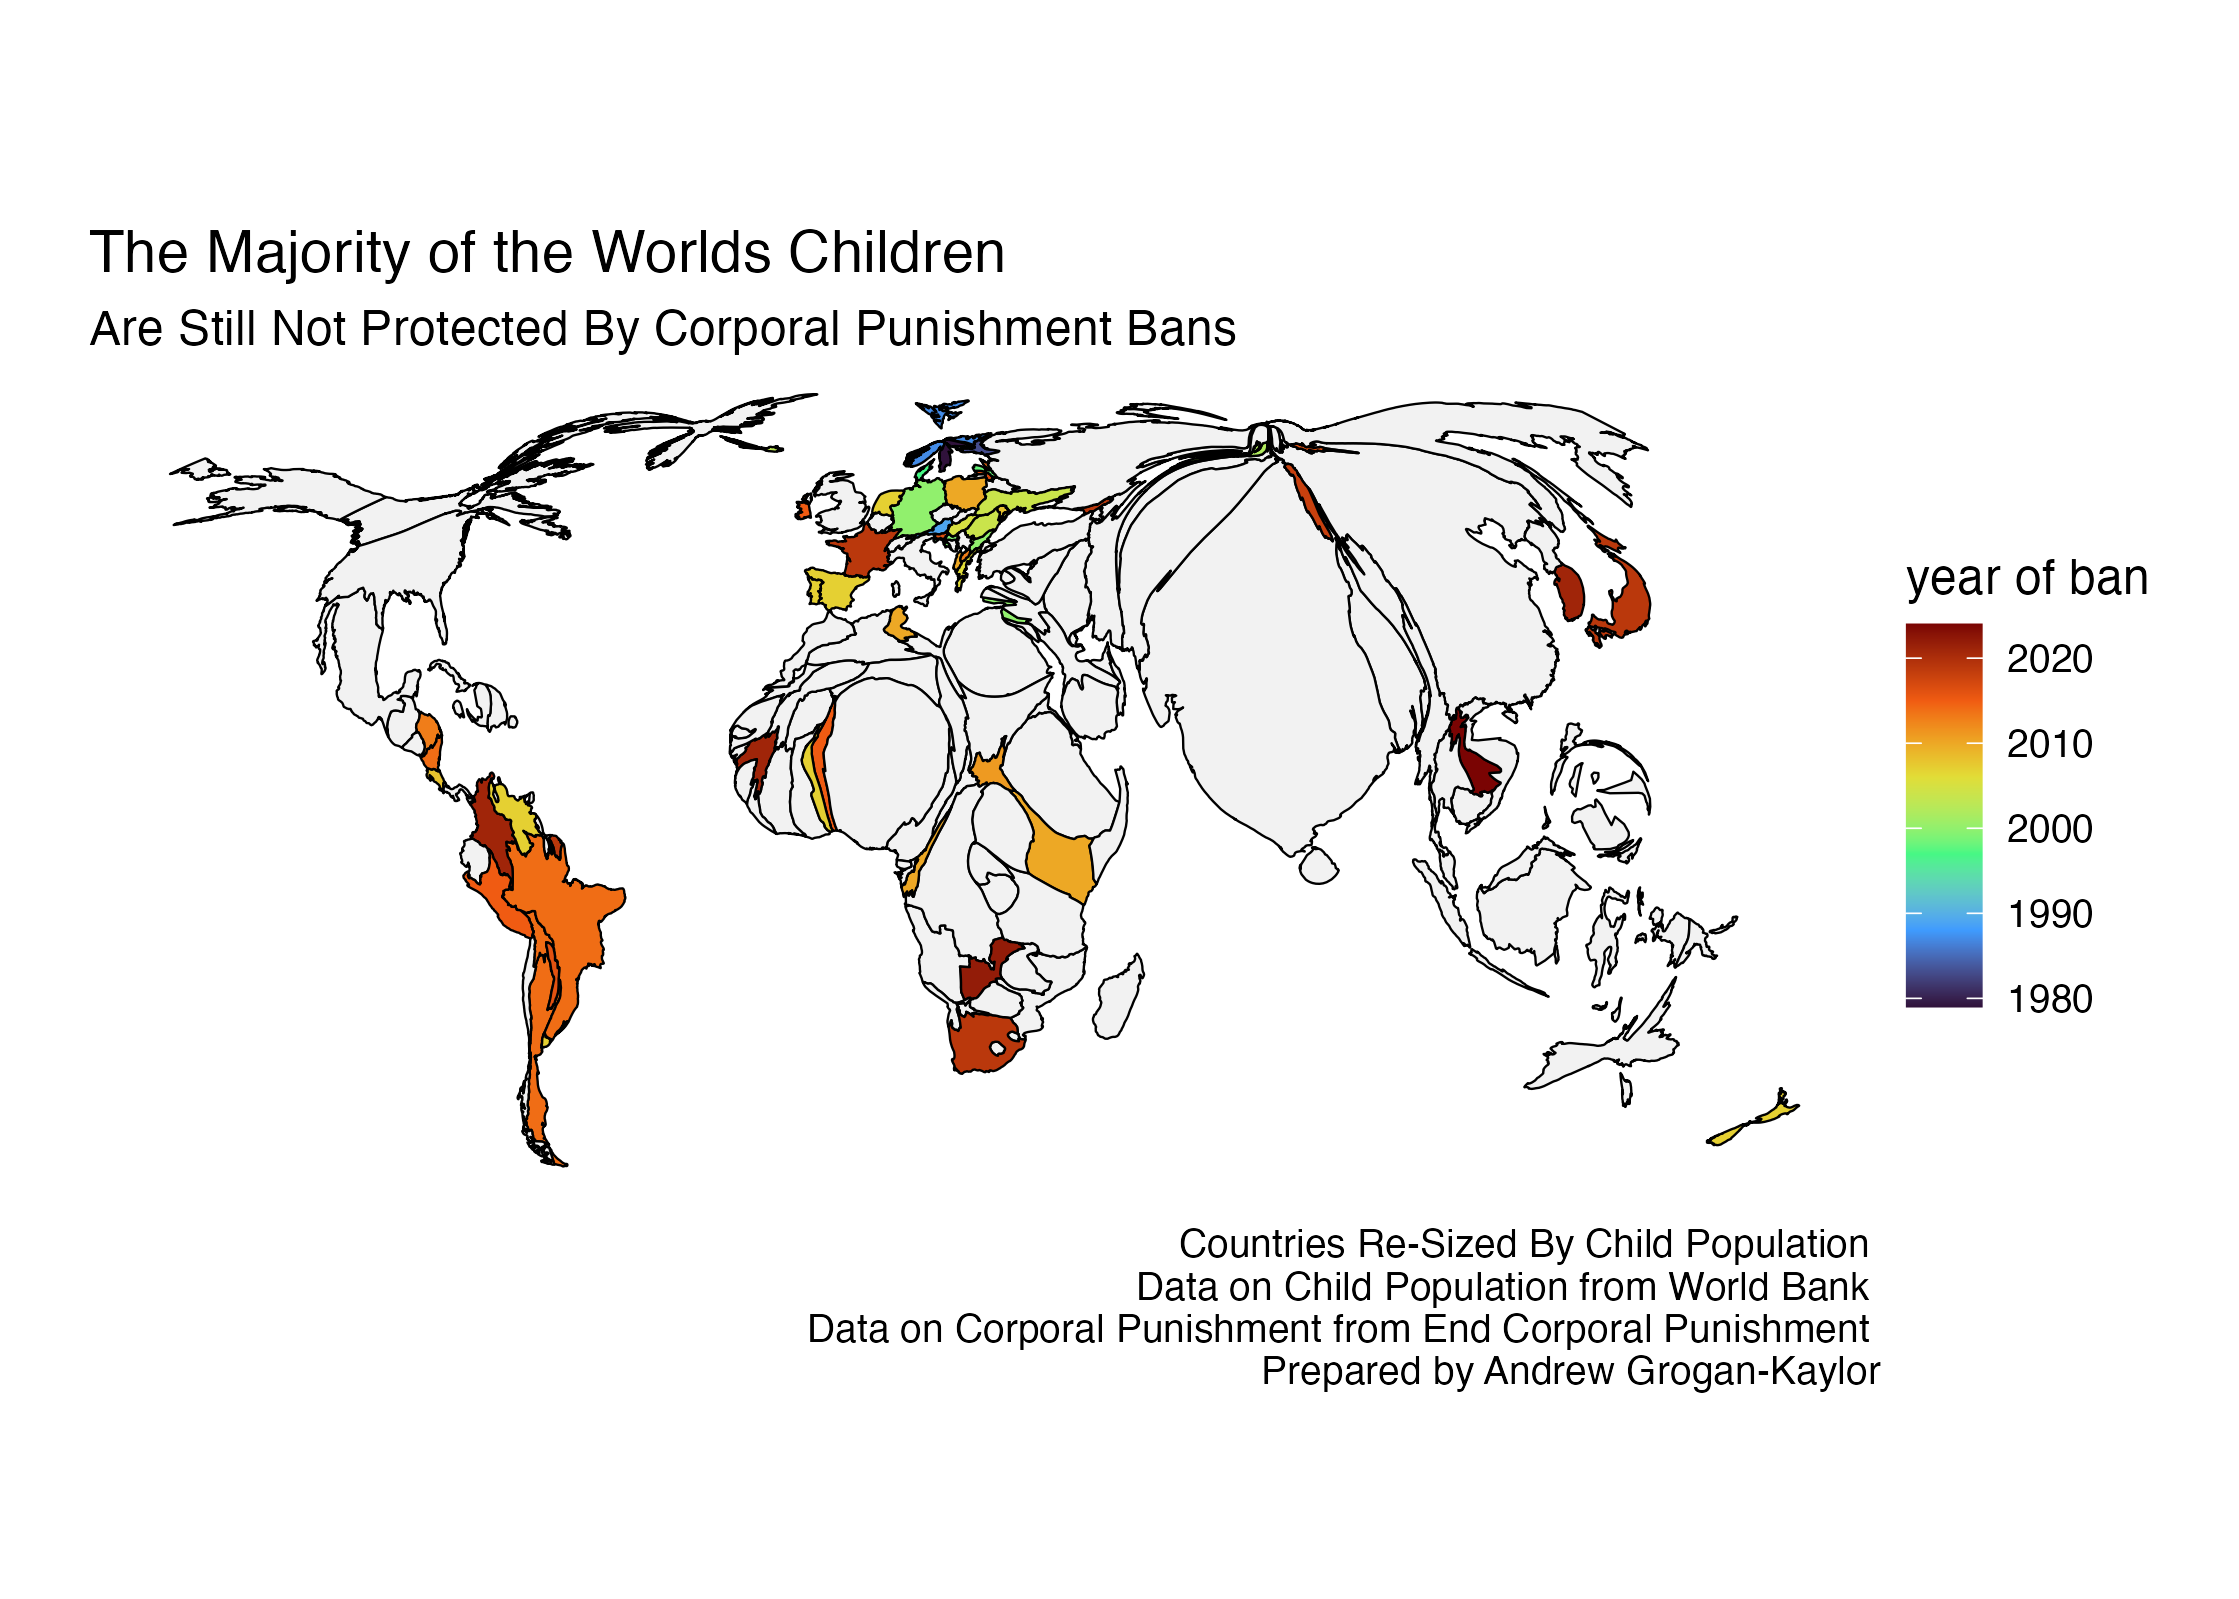 The Majority of the Worlds Children
Are Still Not Protected By Corporal Punishment Bans
year of ban
2020
2010
2000
1990
1980
Countries Re-Sized By Child Population
Data on Child Population from World Bank
Data on Corporal Punishment from End Corporal Punishment
Prepared by Andrew Grogan-Kaylor